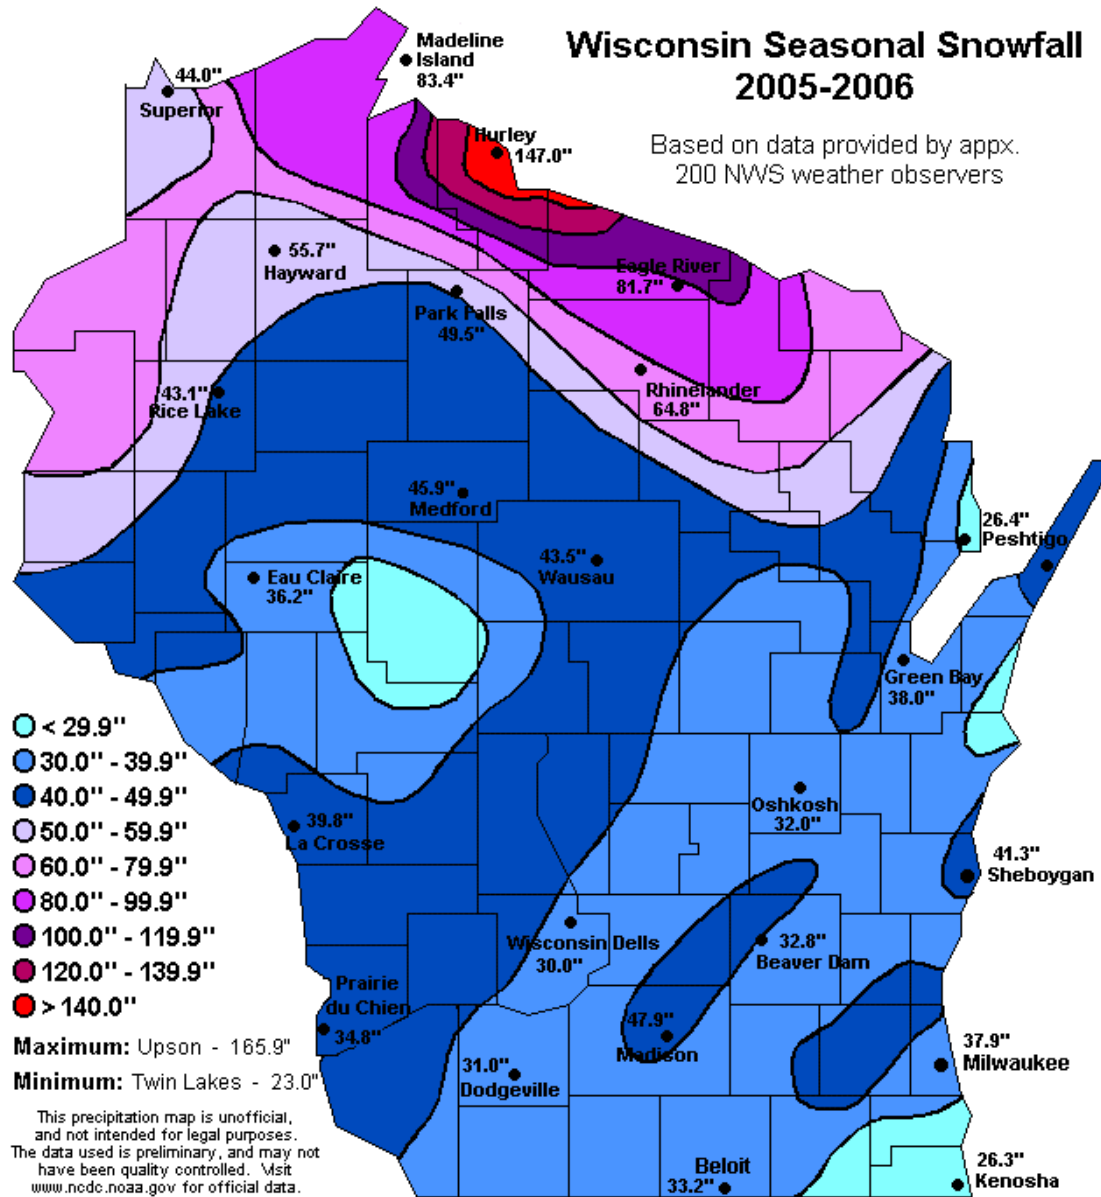 Wisconsin Seasonal Snowfall
2005-2006
Based on data provided by appx.
200 NWS weather observers
Madeline
Island
83.4"
44.0"
Superior
Hurley
147.0"
55.7"
Hayward
Eagle River
81.7"
Park Falls
49.5"
43.1"
Rice Lake
Rhinelander
64.8"
45.9"
Medford
26.4"
Peshtigo
43.5"
Wausau
Eau Claire
36.2"
Green Bay
38.0"
Oshkosh
32.0"
39.8"
La Crosse
41.3"
Sheboygan
Wisconsin Dells
30.0"
32.8"
Beaver Dam
Prairie
du Chien
34.8"
47.9"
Madison
37.9"
Milwaukee
31.0"
Dodgeville
Beloit
33.2"
26.3"
Kenosha
< 29.9"
30.0" - 39.9"
40.0" - 49.9"
50.0" - 59.9"
60.0" - 79.9"
80.0" - 99.9"
100.0" - 119.9"
120.0" - 139.9"
> 140.0"
Maximum: Upson - 165.9"
Minimum: Twin Lakes - 23.0"
This precipitation map is unofficial,
and not intended for legal purposes.
The data used is preliminary, and may not
have been quality controlled. Visit
www.ncdc.noaa.gov for official data.